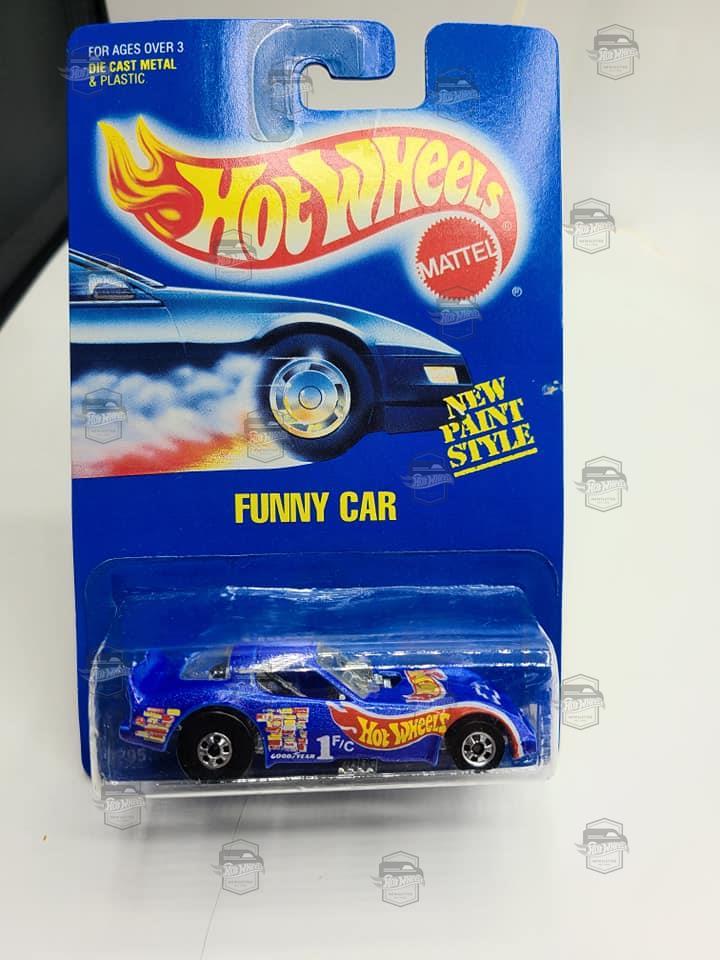 FOR AGES OVER 3
DIE CAST METAL
& PLASTIC
HOT WHEELS
®
MATTEL
®
NEW
PAINT
STYLE
FUNNY CAR
HOT WHEELS
1 F/C
GOODYEAR